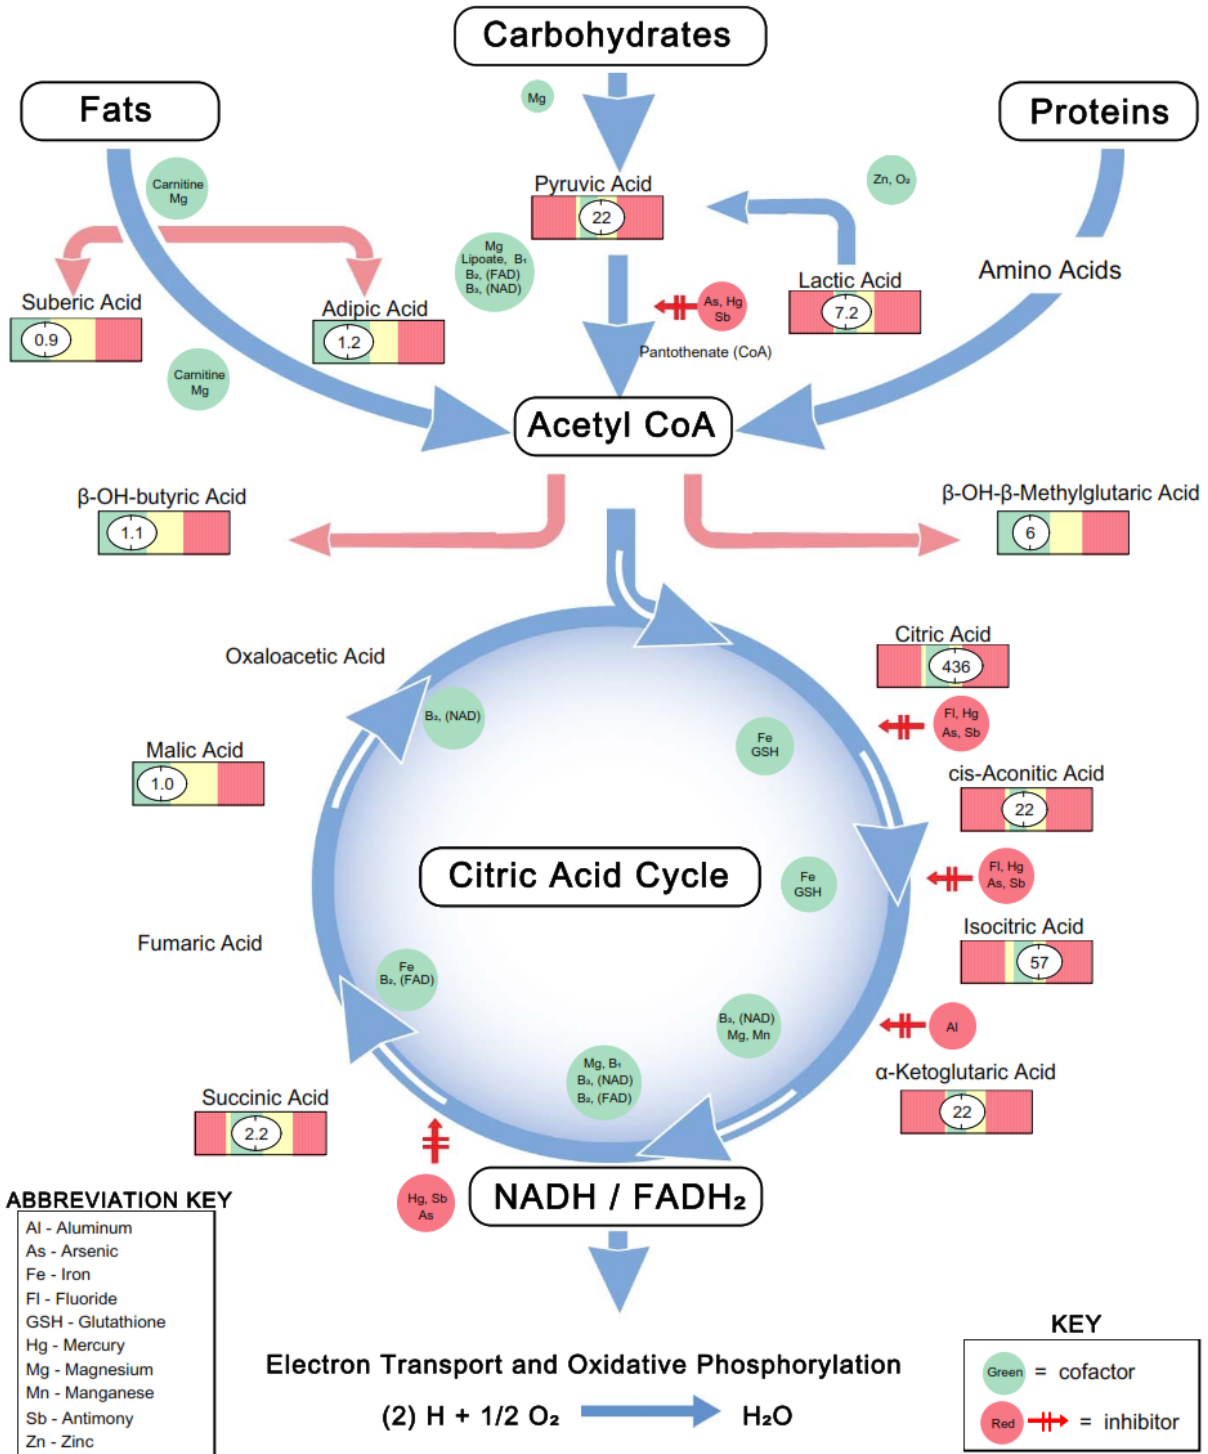 Carbohydrates
Fats
Proteins
Mg
Carnitine
Mg
Zn, O₂
Pyruvic Acid
22
Mg
Lipoate, B₁
B₂, (FAD)
B₃, (NAD)
Amino Acids
Lactic Acid
7.2
As, Hg
Sb
Suberic Acid
0.9
Adipic Acid
1.2
Pantothenate (CoA)
Carnitine
Mg
Acetyl CoA
β-OH-butyric Acid
1.1
β-OH-β-Methylglutaric Acid
6
Oxaloacetic Acid
Citric Acid
436
B₃, (NAD)
Fe
GSH
Fl, Hg
As, Sb
Malic Acid
1.0
cis-Aconitic Acid
22
Citric Acid Cycle
Fe
GSH
Fl, Hg
As, Sb
Fumaric Acid
Isocitric Acid
57
Fe
B₂, (FAD)
B₃, (NAD)
Mg, Mn
Al
Mg, B₁
B₃, (NAD)
B₂, (FAD)
α-Ketoglutaric Acid
22
Succinic Acid
2.2
Hg, Sb
As
NADH / FADH₂
ABBREVIATION KEY
Al - Aluminum
As - Arsenic
Fe - Iron
Fl - Fluoride
GSH - Glutathione
Hg - Mercury
Mg - Magnesium
Mn - Manganese
Sb - Antimony
Zn - Zinc
Electron Transport and Oxidative Phosphorylation
(2) H + 1/2 O₂ H₂O
KEY
Green = cofactor
Red = inhibitor